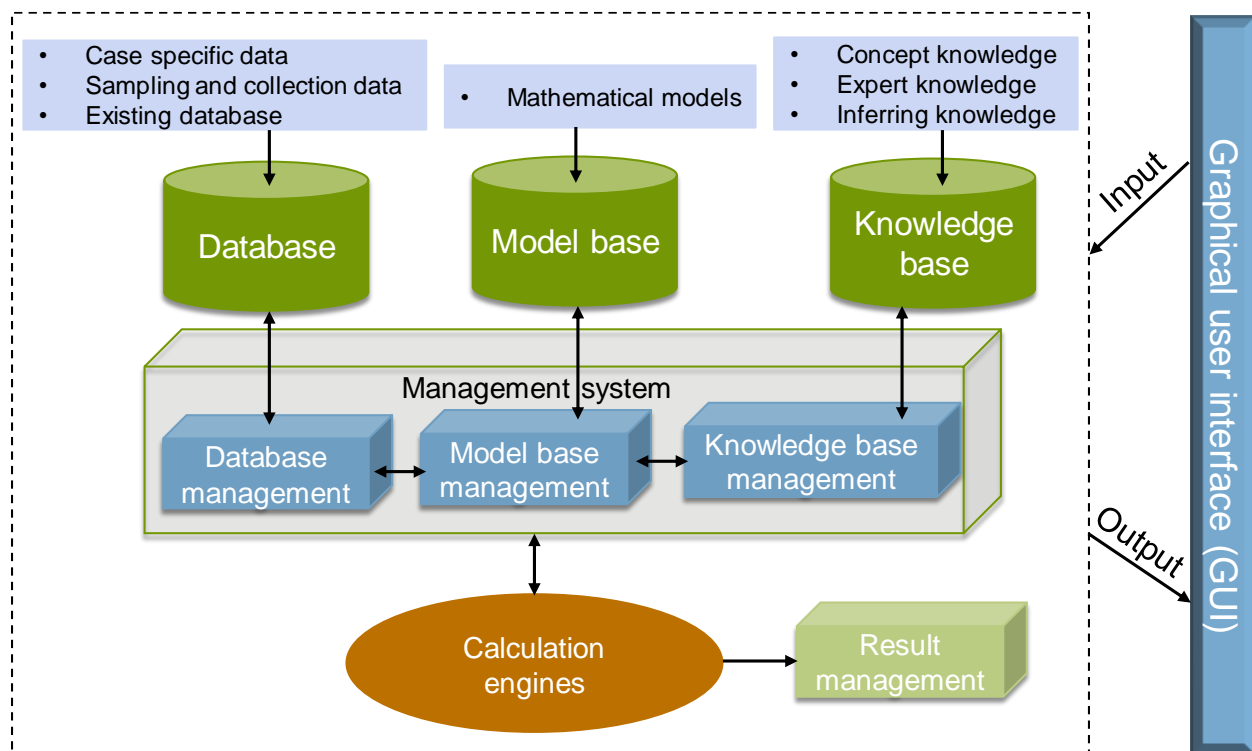 • Case specific data
• Sampling and collection data
• Existing database
• Mathematical models
• Concept knowledge
• Expert knowledge
• Inferring knowledge
Database
Model base
Knowledge
base
Input
Graphical user interface (GUI)
Management system
Database
management
Model base
management
Knowledge base
management
Output
Calculation
engines
Result
management